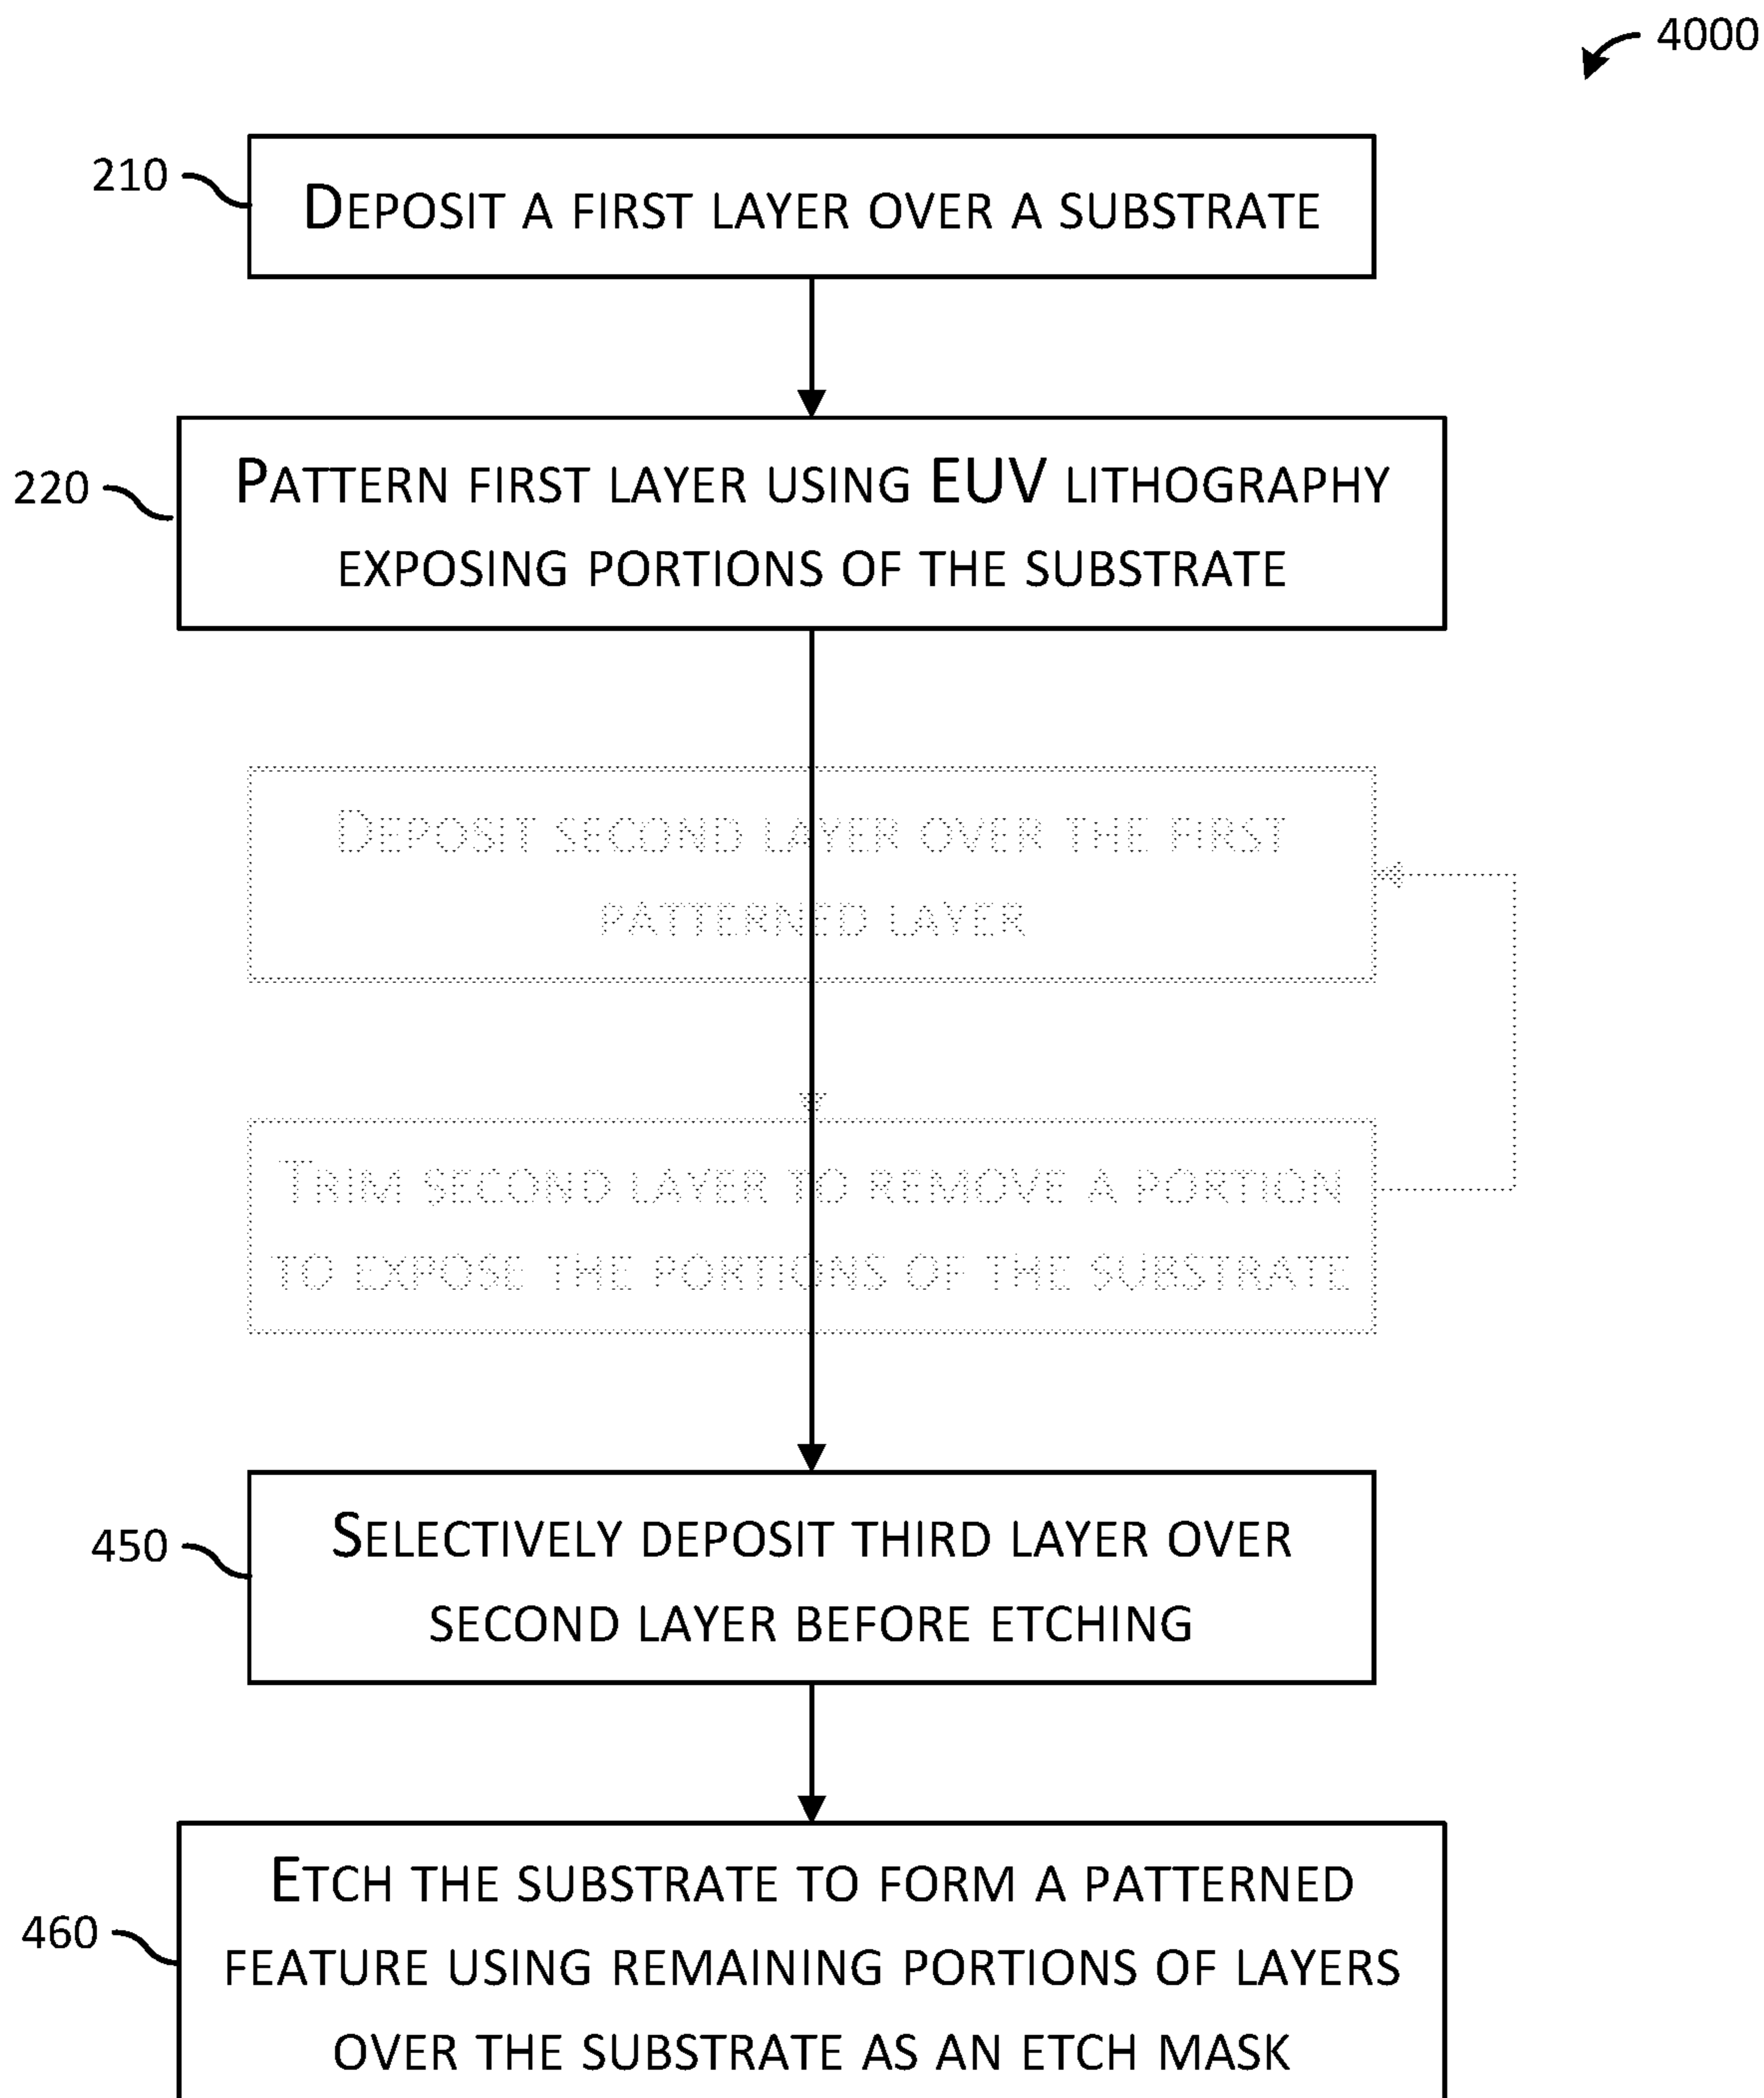 4000
210
DEPOSIT A FIRST LAYER OVER A SUBSTRATE
220
PATTERN FIRST LAYER USING EUV LITHOGRAPHY
EXPOSING PORTIONS OF THE SUBSTRATE
DEPOSIT SECOND LAYER OVER THE FIRST
PATTERNED LAYER
TRIM SECOND LAYER TO REMOVE A PORTION
TO EXPOSE THE PORTIONS OF THE SUBSTRATE
450
SELECTIVELY DEPOSIT THIRD LAYER OVER
SECOND LAYER BEFORE ETCHING
460
ETCH THE SUBSTRATE TO FORM A PATTERNED
FEATURE USING REMAINING PORTIONS OF LAYERS
OVER THE SUBSTRATE AS AN ETCH MASK